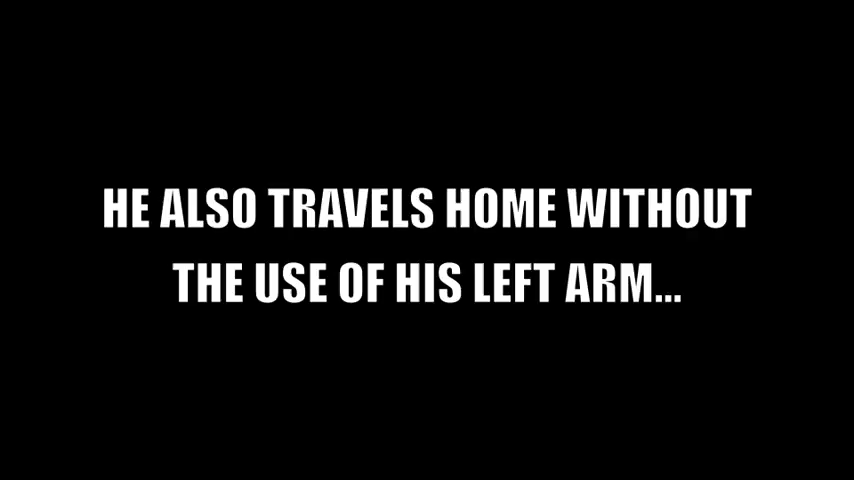 HE ALSO TRAVELS HOME WITHOUT
THE USE OF HIS LEFT ARM...